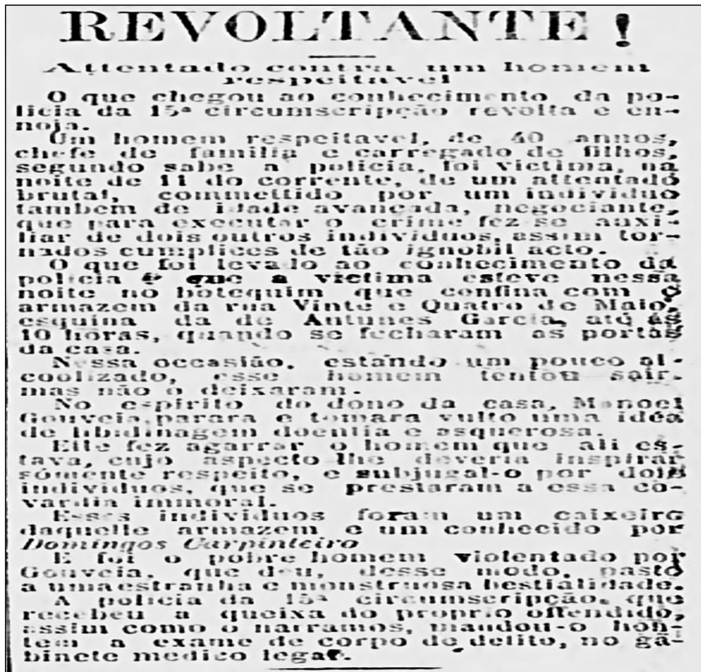 REVOLTANTE!
Attentado contra um homem
respeitavel
O que chegou ao conhecimento da po-
licia da 15ª circumscripção revolta e en-
noja.
Um homem respeitavel, de 40 annos,
chefe de familia e carregado de filhos,
segundo sabe a policia, foi victima, na
noite de 11 do corrente, de um attentado
brutal, commettido por um individuo
tambem de idade avançada, negociante,
que para executar o crime fez-se auxi-
liar de dois outros individuos, assim tor-
nados cumplices de tão ignobil acto.
O que foi levado ao conhecimento da
policia é que a victima esteve nessa
noite no botequim que confina com o
armazem da rua Vinte e Quatro de Maio,
esquina da de Antunes Garcia, até ás
10 horas, quando se fecharam as portas
da casa.
Nessa occasião, estando um pouco al-
coolizado, esse homem tentou sair,
mas não o deixaram.
No espirito do dono da casa, Manoel
Gouveia parara e tomara vulto uma idéa
de libidinagem doentia e asquerosa.
Elle fez agarrar o homem que ali es-
tava, cujo aspecto lhe deveria inspirar
sómente respeito, e subjugal-o por dois
individuos, que se prestaram a essa co-
vardia immoral.
Esses individuos foram um caixeiro
daquelle armazem e um conhecido por
Domingos Carpinteiro
E foi o pobre homem violentado por
Gouveia, que deu, desse modo, pasto
a uma estranha e monstruosa bestialidade.
A policia da 15ª circumscripção, que
recebeu a queixa do proprio offendido,
assim como o narramos, mandou-o hon-
tem a exame de corpo de delito, no ga-
binete medico legal.